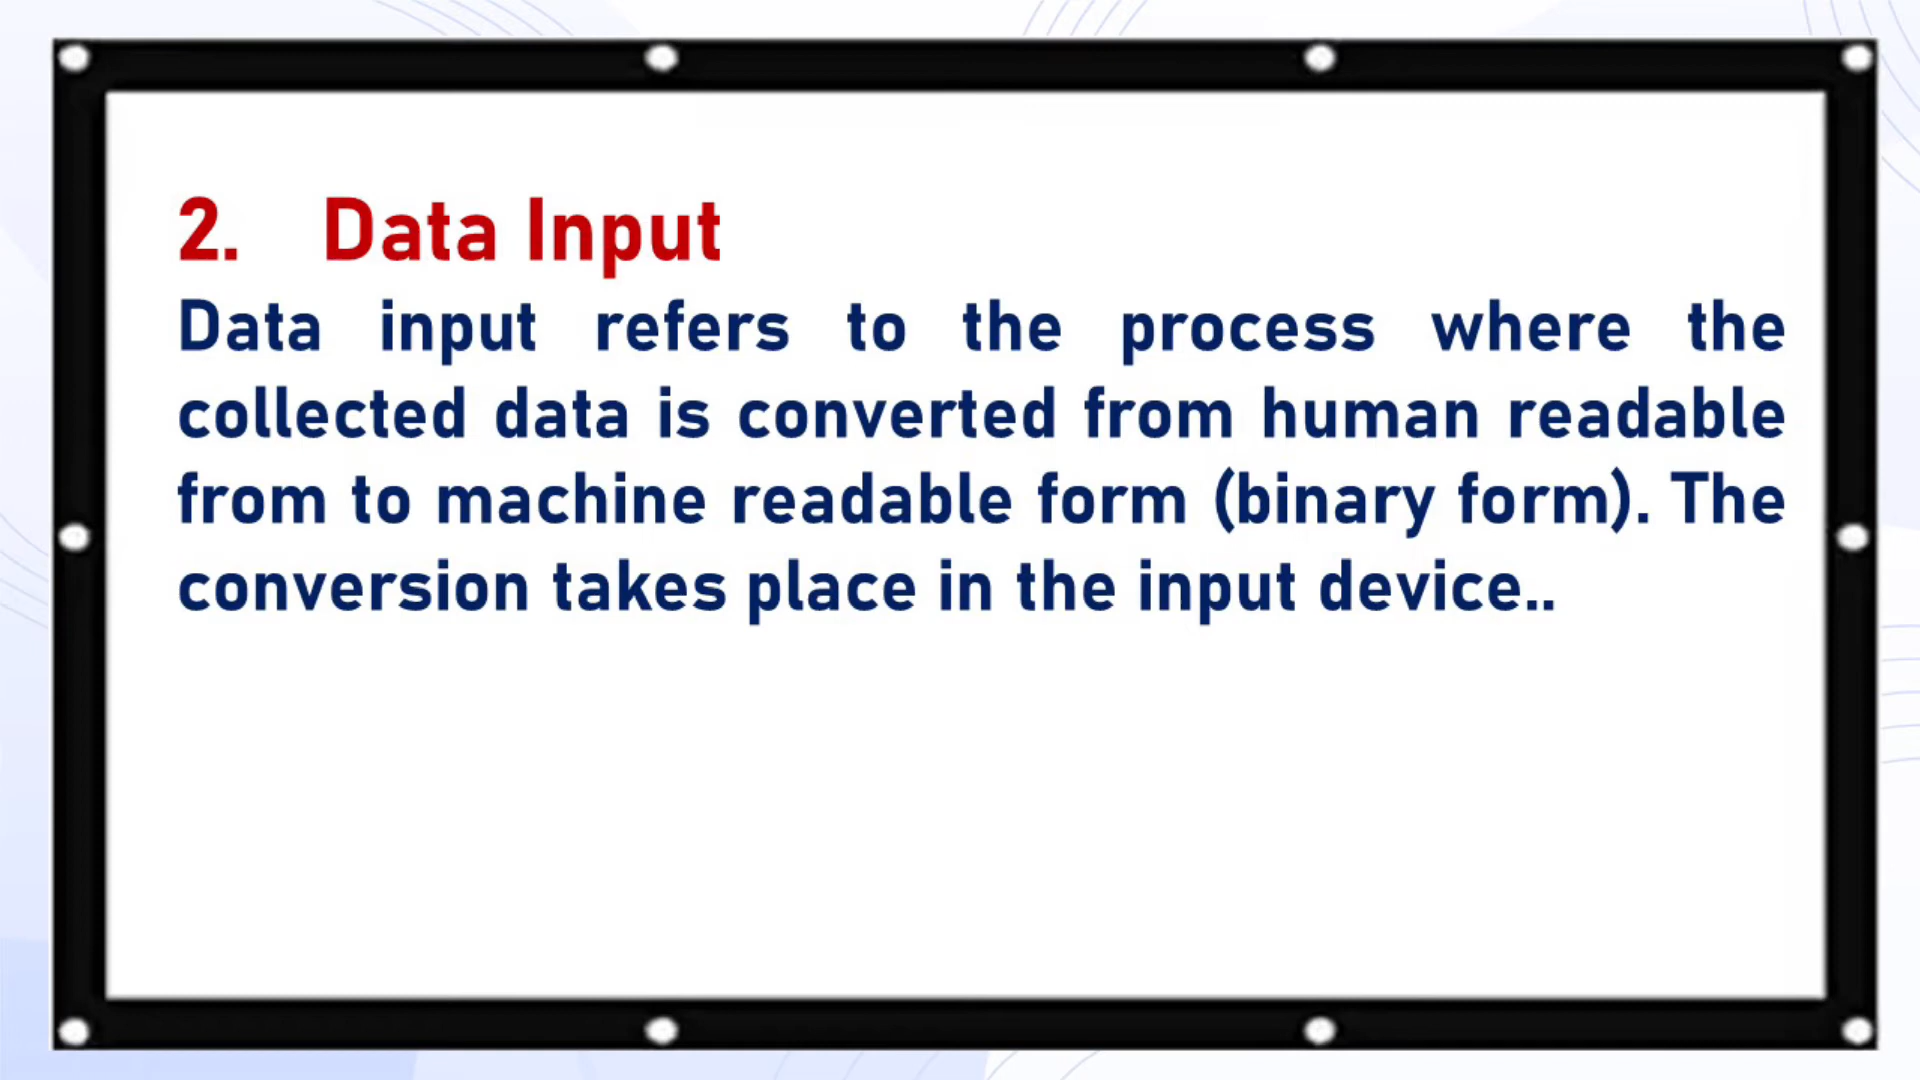 2. Data Input
Data input refers to the process where the
collected data is converted from human readable
from to machine readable form (binary form). The
conversion takes place in the input device..